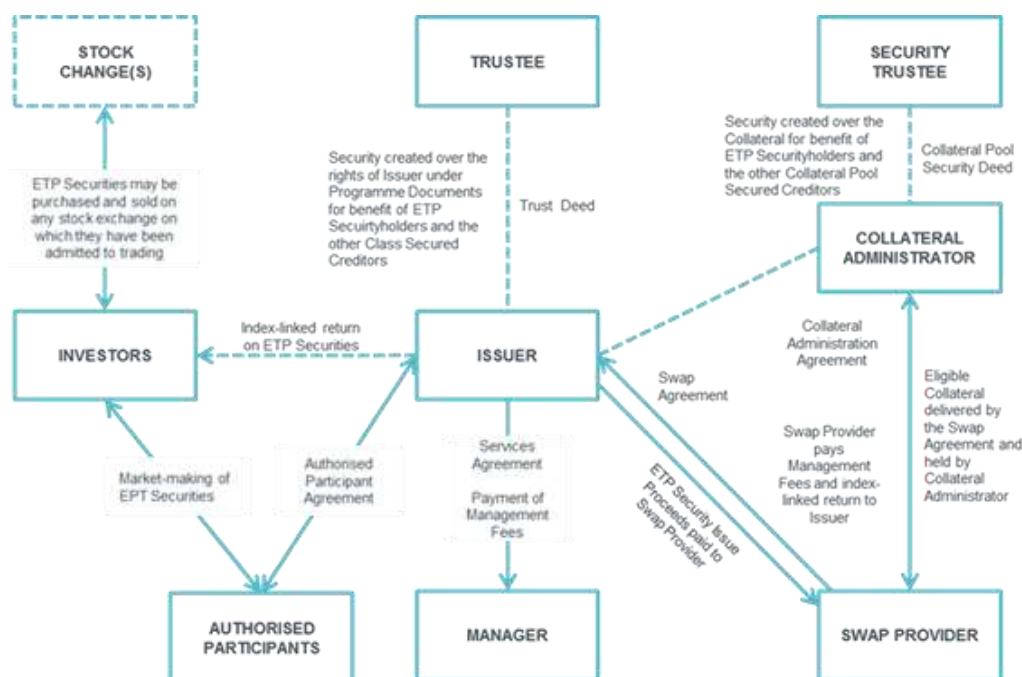 STOCK
CHANGE(S)
TRUSTEE
SECURITY
TRUSTEE
ETP Securities may be
purchased and sold on
any stock exchange on
which they have been
admitted to trading
Security created over the
rights of Issuer under
Programme Documents
for benefit of ETP
Secuirtyholders and the
other Class Secured
Creditors
Trust Deed
Security created over the
Collateral for benefit of
ETP Securityholders and
the other Collateral Pool
Secured Creditors
Collateral Pool
Security Deed
COLLATERAL
ADMINISTRATOR
INVESTORS
Index-linked return
on ETP Securities
ISSUER
Collateral
Administration
Agreement
Swap
Agreement
Eligible
Collateral
delivered by
the Swap
Agreement and
held by
Collateral
Administrator
Market-making of
EPT Securities
Authorised
Participant
Agreement
Services
Agreement
Payment of
Management
Fees
ETP Security Issue
Proceeds paid to
Swap Provider
Swap Provider
pays
Management
Fees and index-
linked return to
Issuer
AUTHORISED
PARTICIPANTS
MANAGER
SWAP PROVIDER